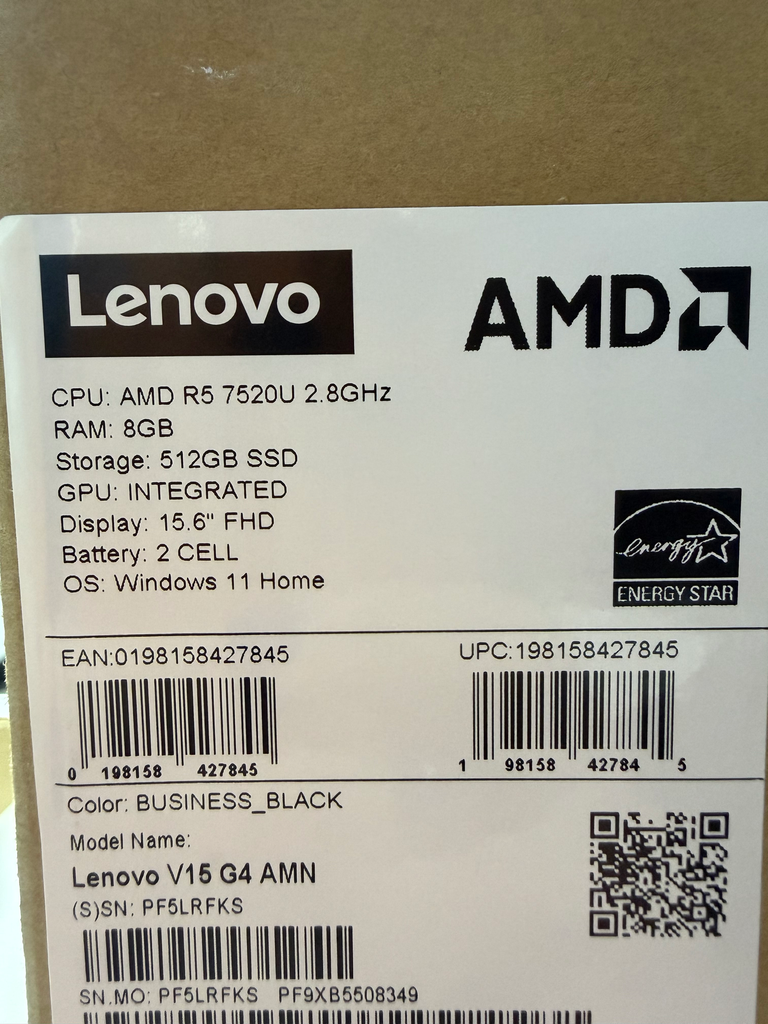 Lenovo
AMD
CPU: AMD R5 7520U 2.8GHz
RAM: 8GB
Storage: 512GB SSD
GPU: INTEGRATED
Display: 15.6" FHD
Battery: 2 CELL
OS: Windows 11 Home
energy
ENERGY STAR
EAN:0198158427845
UPC:198158427845
0 198158 427845
1 98158 42784 5
Color: BUSINESS_BLACK
Model Name:
Lenovo V15 G4 AMN
(S)SN: PF5LRFKS
SN.MO: PF5LRFKS PF9XB5508349